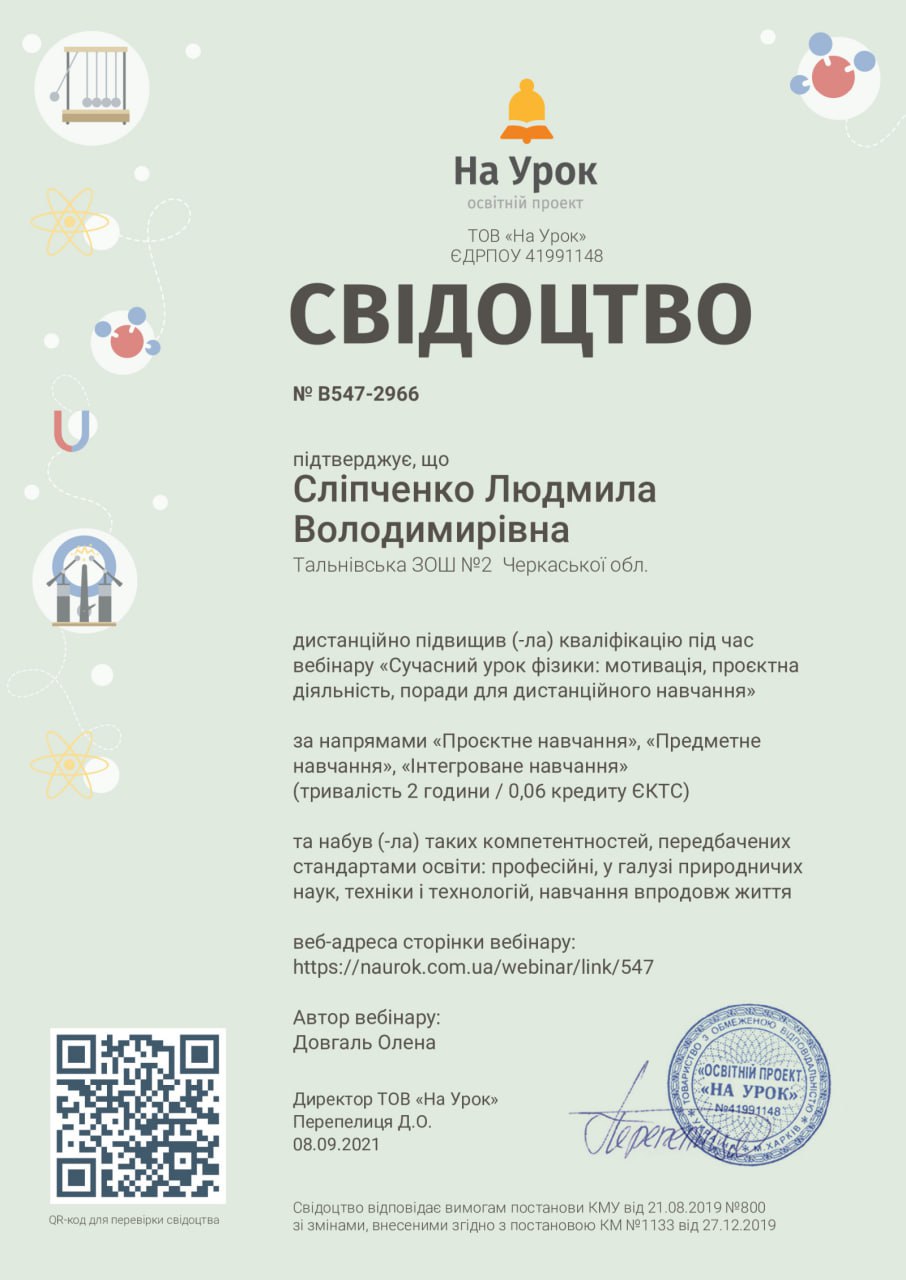 На Урок
освітній проект
ТОВ «На Урок»
ЄДРПОУ 41991148
СВІДОЦТВО
№ В547-2966
підтверджує, що
Сліпченко Людмила
Володимирівна
Тальнівська ЗОШ №2 Черкаської обл.
дистанційно підвищив (-ла) кваліфікацію під час
вебінару «Сучасний урок фізики: мотивація, проєктна
діяльність, поради для дистанційного навчання»
за напрямами «Проєктне навчання», «Предметне
навчання», «Інтегроване навчання»
(тривалість 2 години / 0,06 кредиту ЄКТС)
та набув (-ла) таких компетентностей, передбачених
стандартами освіти: професійні, у галузі природничих
наук, техніки і технологій, навчання впродовж життя
веб-адреса сторінки вебінару:
https://naurok.com.ua/webinar/link/547
Автор вебінару:
Довгаль Олена
Директор ТОВ «На Урок»
Перепелиця Д.О.
08.09.2021
ТОВАРИСТВО З ОБМЕЖЕНОЮ ВІДПОВІДАЛЬНІСТЮ
«ОСВІТНІЙ ПРОЕКТ
«НА УРОК»
№41991148
УКРАЇНА * М.ХАРКІВ
Перепелиця
QR-код для перевірки свідоцтва
Свідоцтво відповідає вимогам постанови КМУ від 21.08.2019 №800
зі змінами, внесеними згідно з постановою КМ №1133 від 27.12.2019